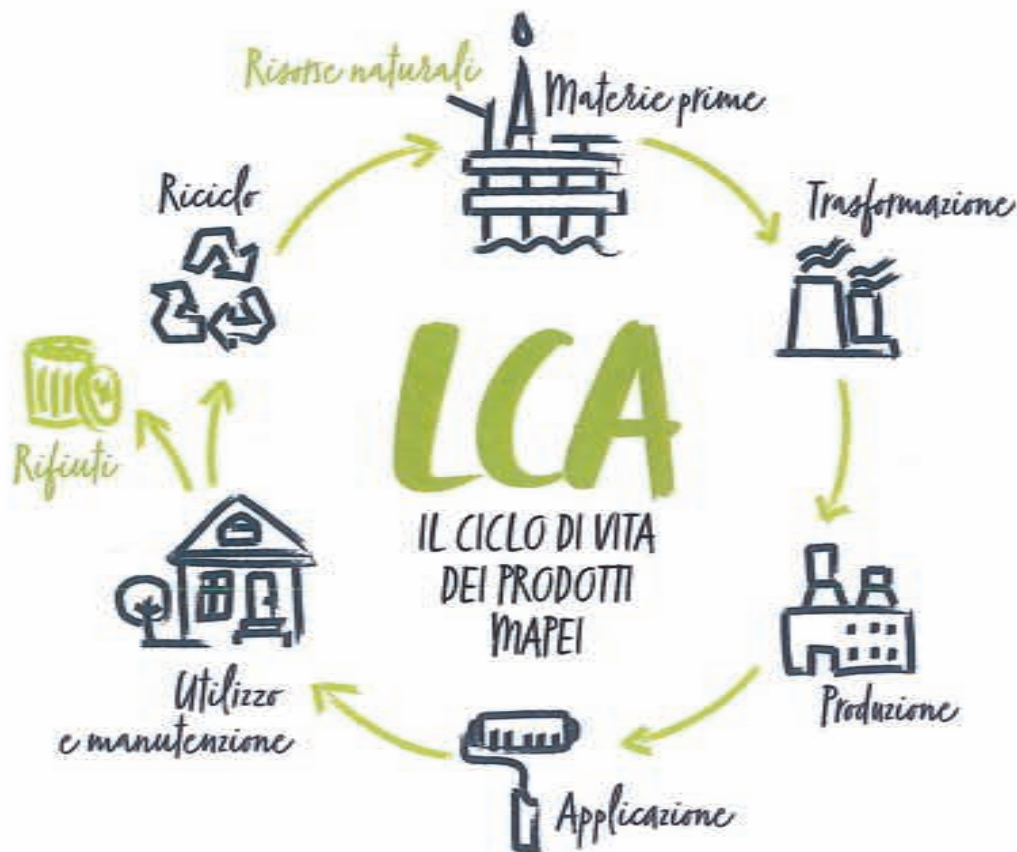 Risorse naturali
Materie prime
Trasformazione
Riciclo
Rifiuti
LCA
IL CICLO DI VITA
DEI PRODOTTI
MAPEI
Produzione
Utilizzo
e manutenzione
Applicazione